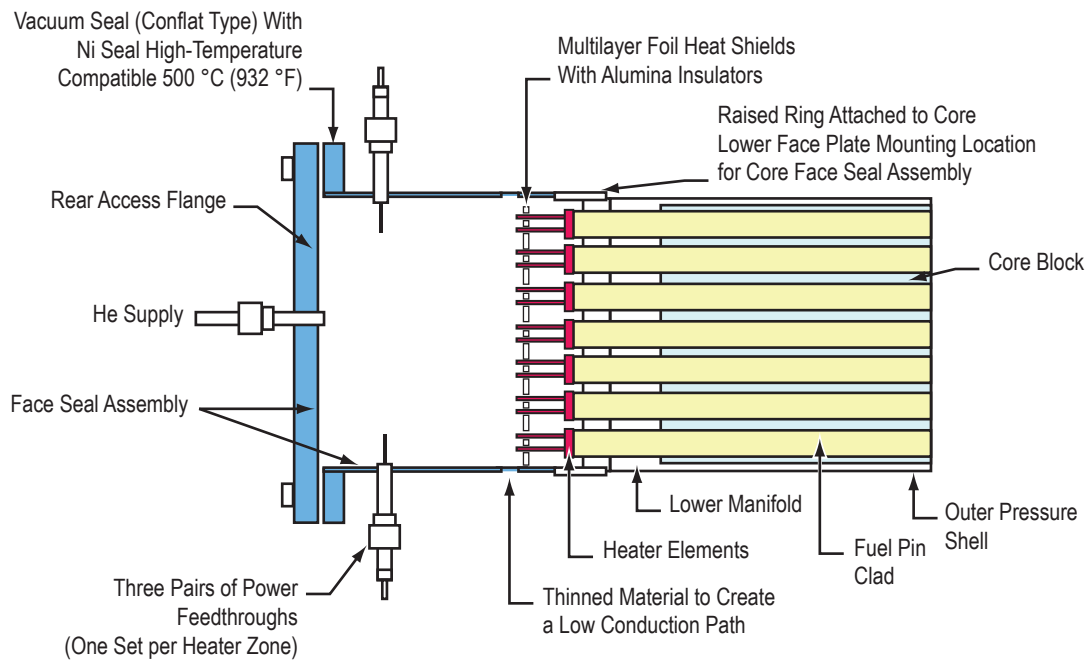 Vacuum Seal (Conflat Type) With
Ni Seal High-Temperature
Compatible 500 °C (932 °F)
Multilayer Foil Heat Shields
With Alumina Insulators
Raised Ring Attached to Core
Lower Face Plate Mounting Location
for Core Face Seal Assembly
Rear Access Flange
Core Block
He Supply
Face Seal Assembly
Lower Manifold
Outer Pressure
Shell
Heater Elements
Fuel Pin
Clad
Three Pairs of Power
Feedthroughs
(One Set per Heater Zone)
Thinned Material to Create
a Low Conduction Path